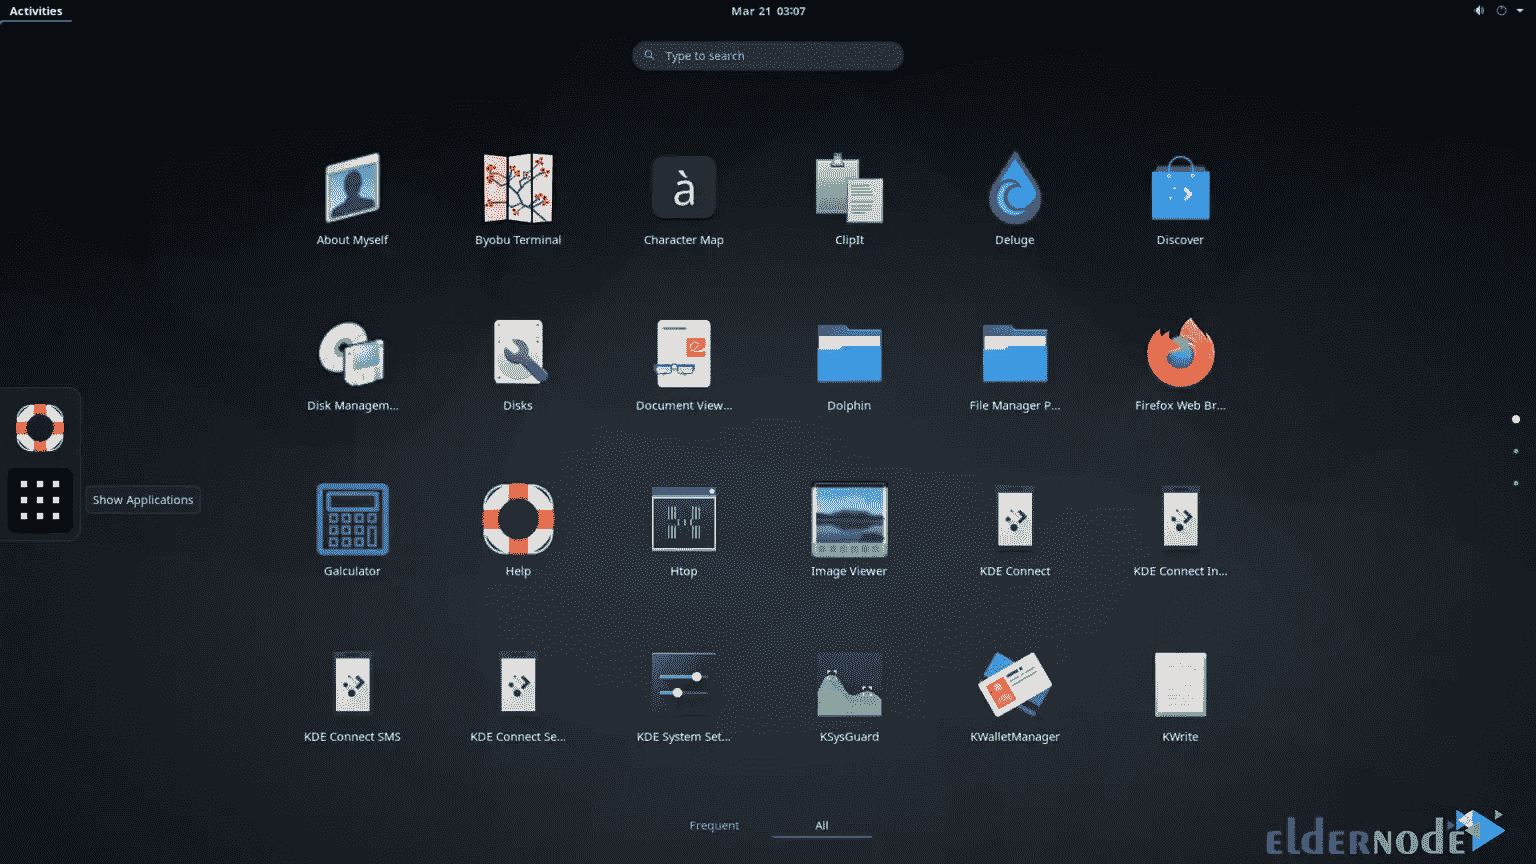 Activities
Mar 21 03:07
Type to search
à
About Myself
Byobu Terminal
Character Map
ClipIt
Deluge
Discover
Disk Managem...
Disks
Document View...
Dolphin
File Manager P...
Firefox Web Br...
Show Applications
Galculator
Help
Htop
Image Viewer
KDE Connect
KDE Connect In...
KDE Connect SMS
KDE Connect Se...
KDE System Set...
KSysGuard
KWalletManager
KWrite
Frequent
All
elderNODE